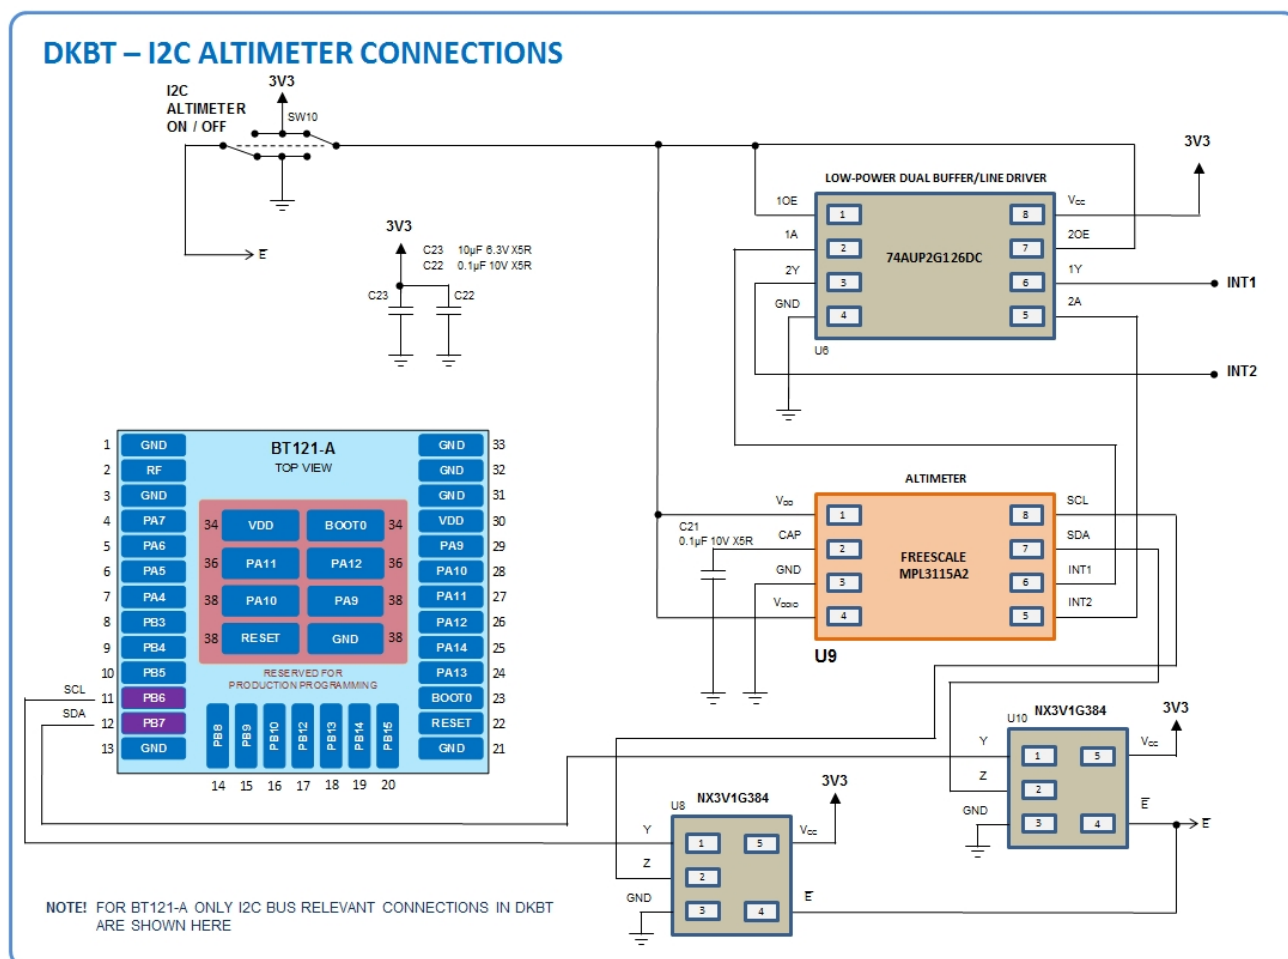 DKBT – I2C ALTIMETER CONNECTIONS
I2C
ALTIMETER
ON / OFF
3V3
SW10
E
3V3
C23 10µF 6.3V X5R
C22 0.1µF 10V X5R
C23
C22
LOW-POWER DUAL BUFFER/LINE DRIVER
3V3
1OE
1A
2Y
GND
1
2
3
4
74AUP2G126DC
8
7
6
5
VCC
2OE
1Y
2A
U6
INT1
INT2
ALTIMETER
VDD
CAP
GND
VDDIO
1
2
3
4
FREESCALE
MPL3115A2
8
7
6
5
SCL
SDA
INT1
INT2
U9
C21
0.1µF 10V X5R
BT121-A
TOP VIEW
1 GND
2 RF
3 GND
4 PA7
5 PA6
6 PA5
7 PA4
8 PB3
9 PB4
10 PB5
SCL 11 PB6
SDA 12 PB7
13 GND
34 VDD BOOT0 34
36 PA11 PA12 36
38 PA10 PA9 38
38 RESET GND 38
RESERVED FOR
PRODUCTION PROGRAMMING
PB8 PB9 PB10 PB12 PB13 PB14 PB15
14 15 16 17 18 19 20
GND 33
GND 32
GND 31
VDD 30
PA9 29
PA10 28
PA11 27
PA12 26
PA14 25
PA13 24
BOOT0 23
RESET 22
GND 21
NX3V1G384
U10
3V3
Y
Z
GND
1
2
3
5
4
VCC
E
E
NX3V1G384
U8
3V3
Y
Z
GND
1
2
3
5
4
VCC
E
NOTE! FOR BT121-A ONLY I2C BUS RELEVANT CONNECTIONS IN DKBT
ARE SHOWN HERE